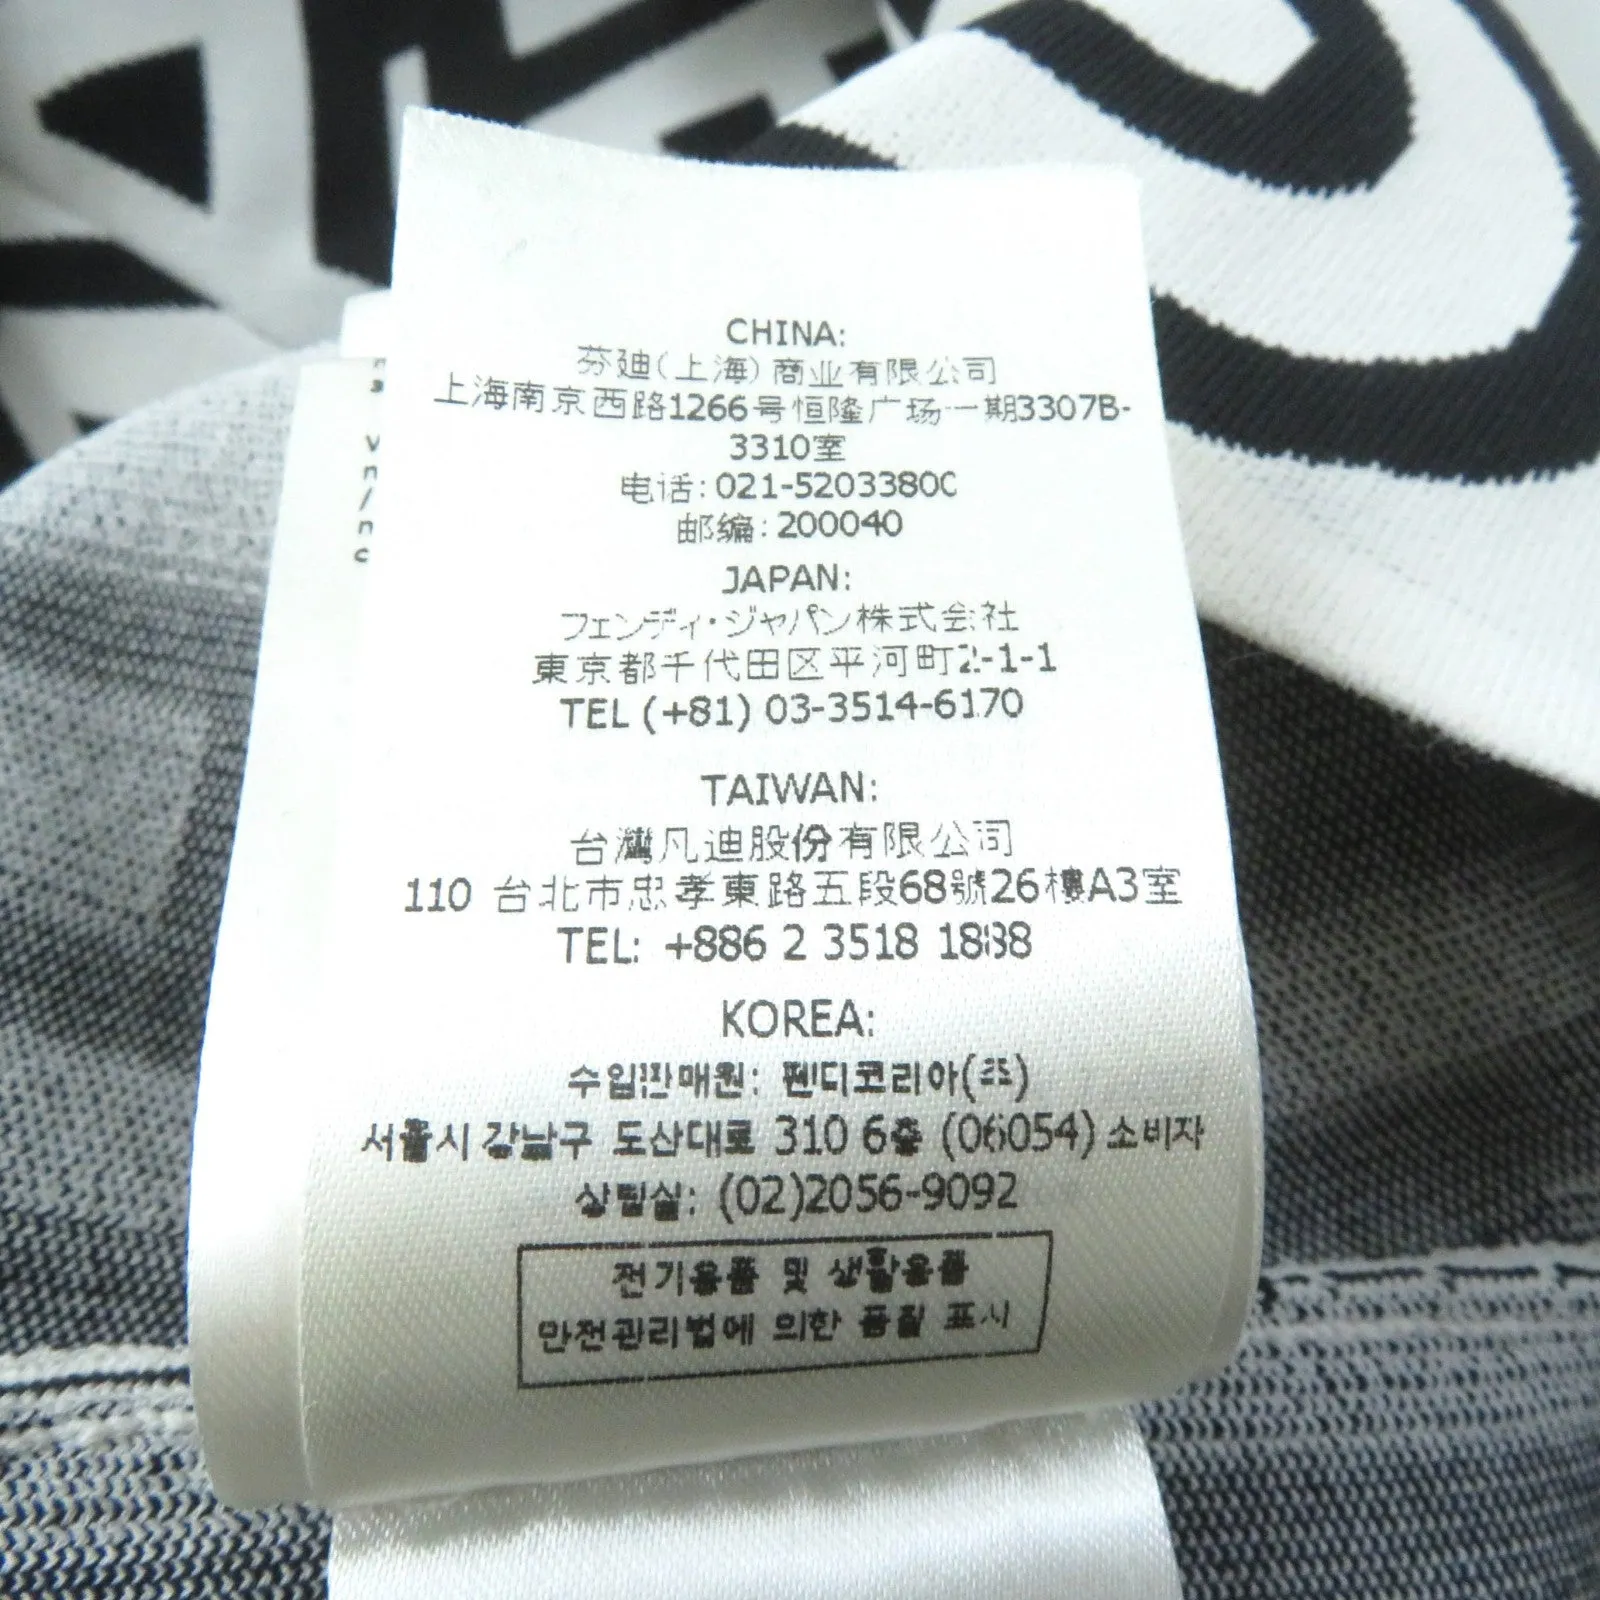 CHINA:
芬迪(上海)商业有限公司
上海南京西路1266号恒隆广场一期3307B-
3310室
电话:021-52033800
邮编:200040
JAPAN:
フェンディ・ジャパン株式会社
東京都千代田区平河町2-1-1
TEL (+81) 03-3514-6170
TAIWAN:
台灣凡迪股份有限公司
110 台北市忠孝東路五段68號26樓A3室
TEL: +886 2 3518 1888
KOREA:
수입판매원: 펜디코리아(주)
서울시 강남구 도산대로 310 6층 (06054) 소비자
상담실: (02)2056-9092
전기용품 및 생활용품
안전관리법에 의한 품질 표시